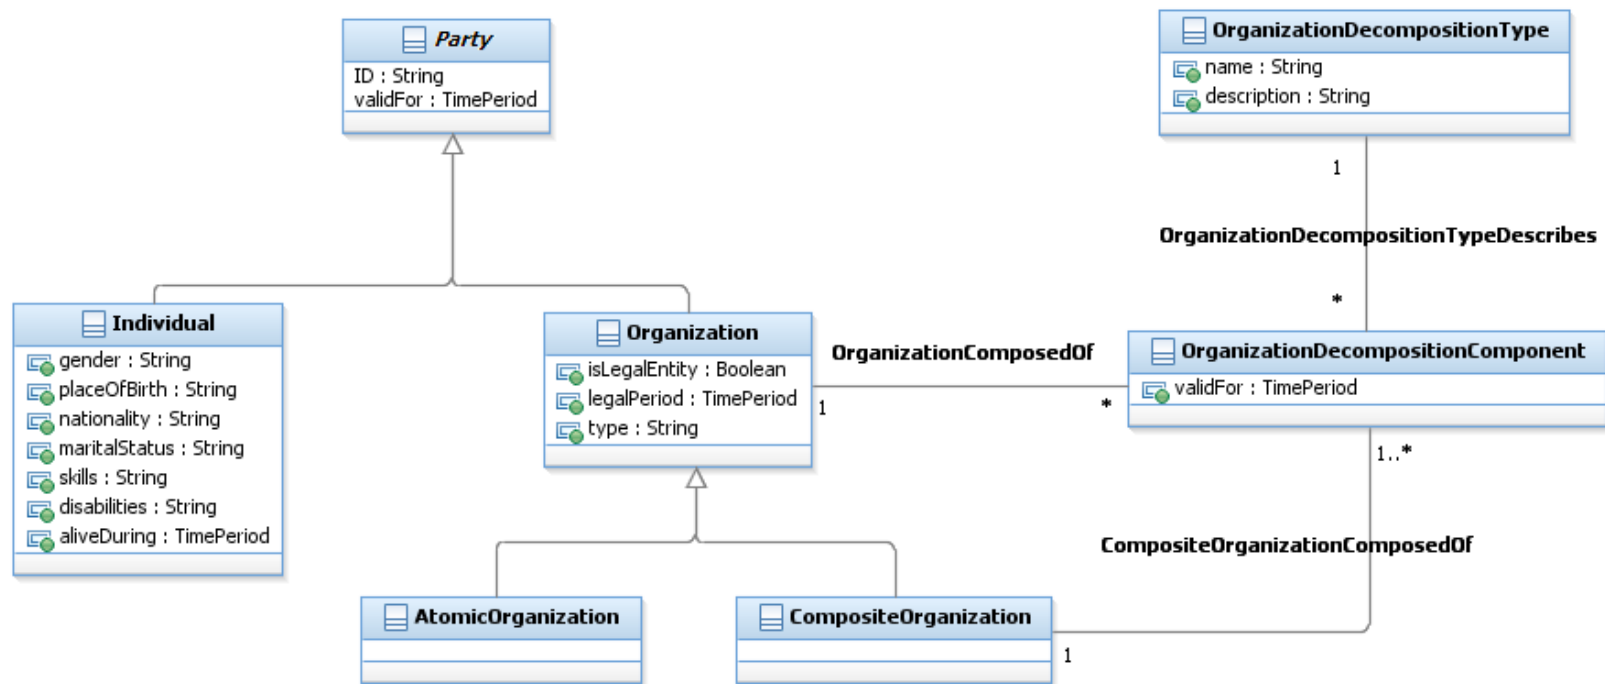 Party
ID : String
validFor : TimePeriod
OrganizationDecompositionType
name : String
description : String
1
OrganizationDecompositionTypeDescribes
*
Individual
gender : String
placeOfBirth : String
nationality : String
maritalStatus : String
skills : String
disabilities : String
aliveDuring : TimePeriod
Organization
isLegalEntity : Boolean
legalPeriod : TimePeriod
type : String
OrganizationComposedOf
1
*
OrganizationDecompositionComponent
validFor : TimePeriod
1..*
CompositeOrganizationComposedOf
AtomicOrganization
CompositeOrganization
1